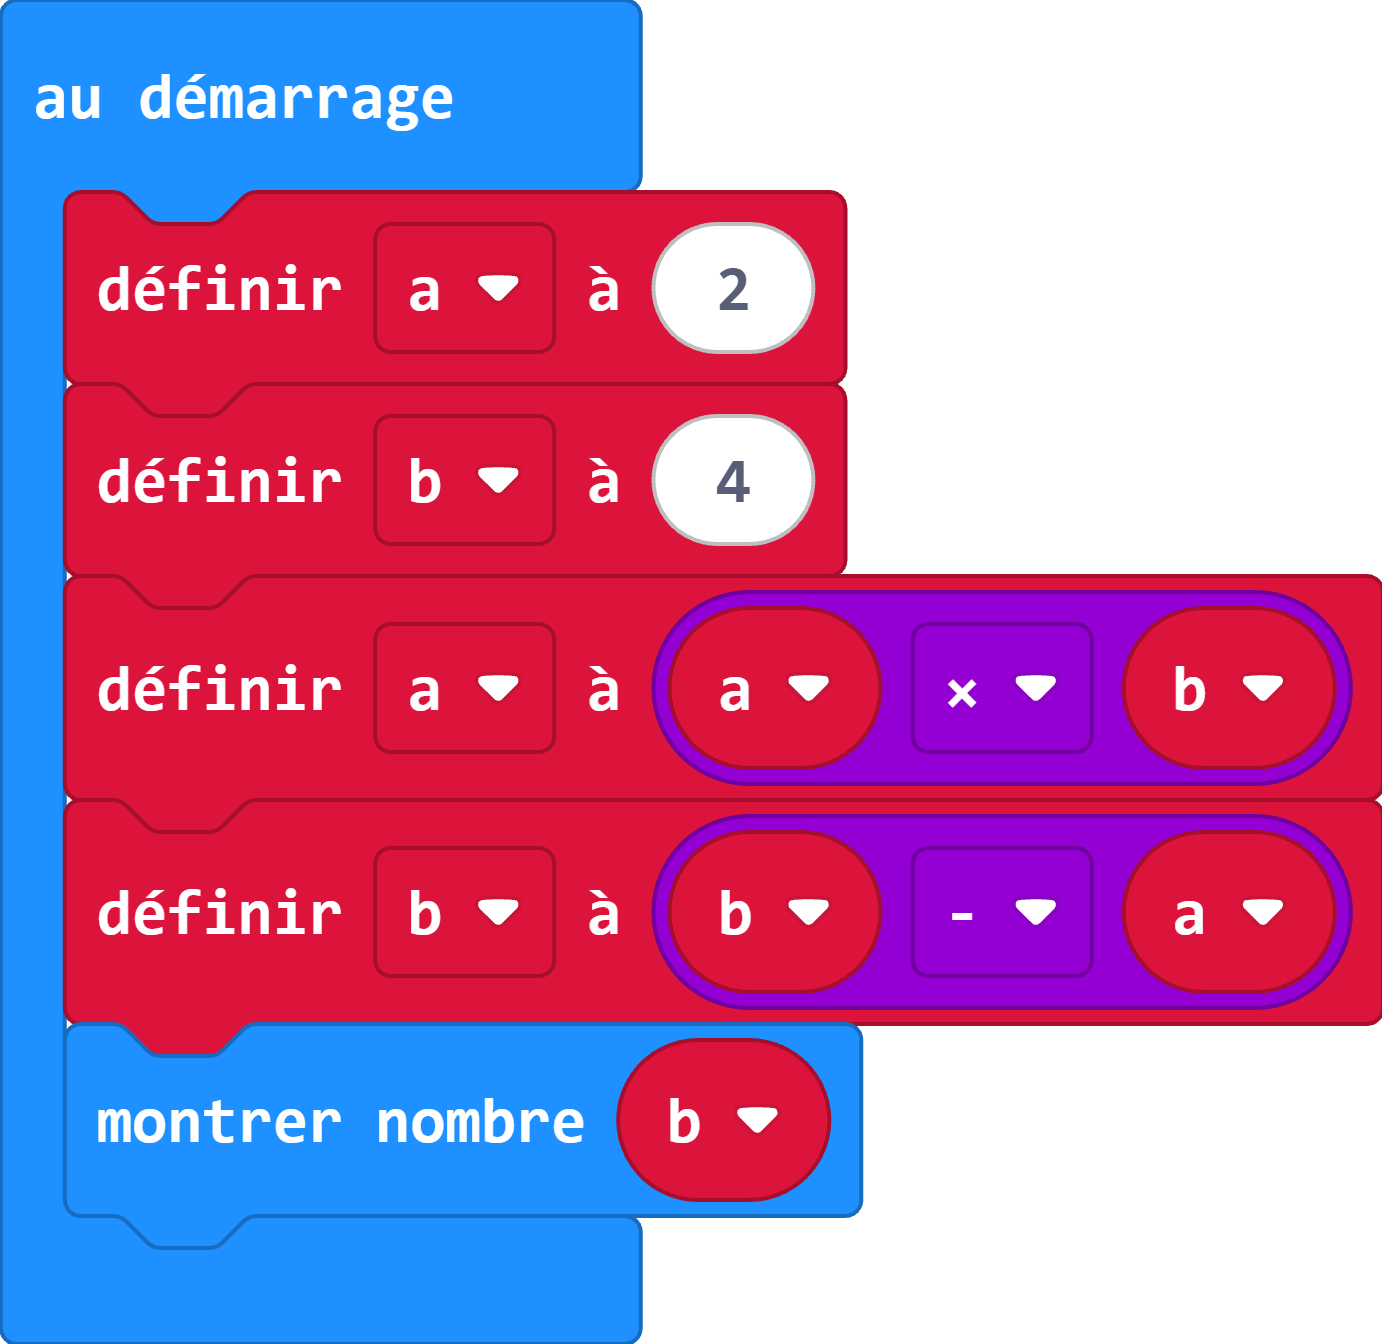 au démarrage
définir a à 2
définir b à 4
définir a à a × b
définir b à b - a
montrer nombre b